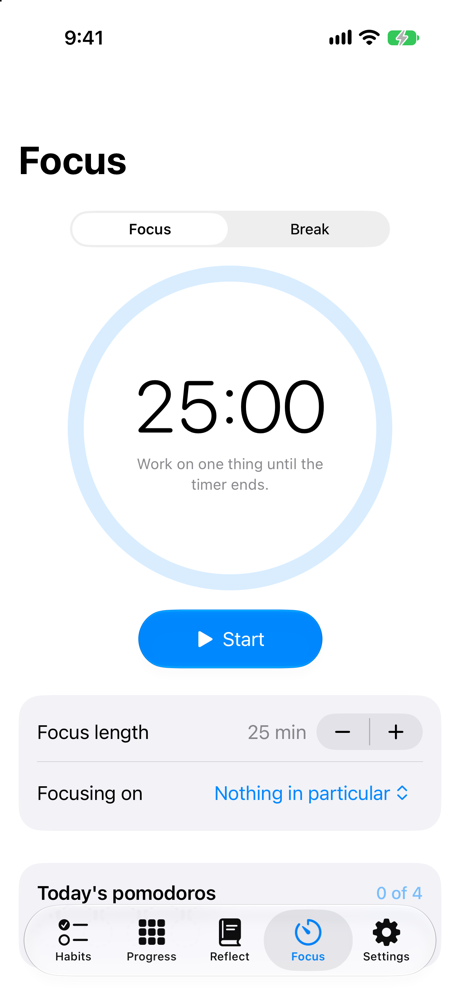 9:41
Focus
Focus
Break
25:00
Work on one thing until the
timer ends.
Start
Focus length
25 min
Focusing on
Nothing in particular
Today's pomodoros
0 of 4
Habits
Progress
Reflect
Focus
Settings